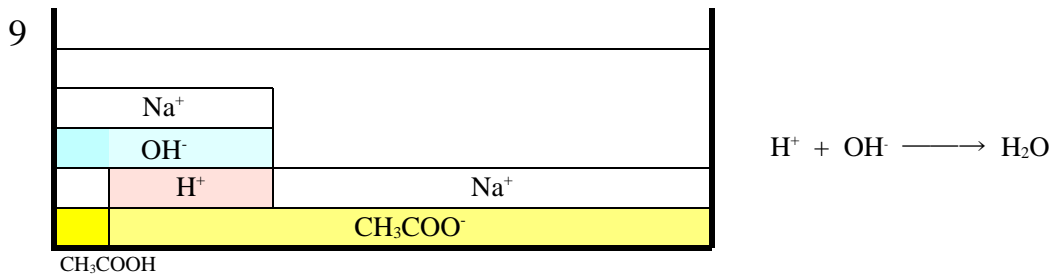 9
Na⁺
OH⁻
H⁺ + OH⁻ ⟶ H₂O
H⁺ Na⁺
CH₃COO⁻
CH₃COOH